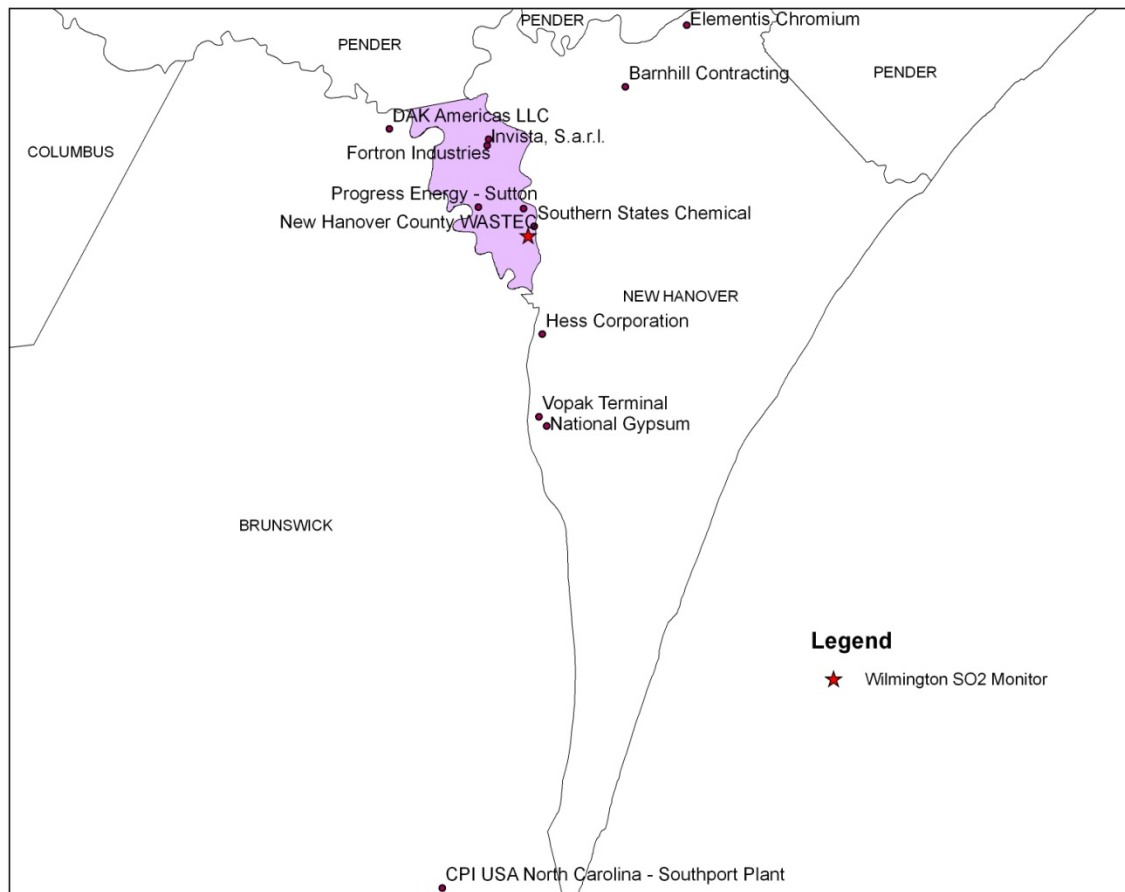 PENDER
Elementis Chromium
PENDER
PENDER
Barnhill Contracting
DAK Americas LLC
Invista, S.a.r.l.
COLUMBUS
Fortron Industries
Progress Energy - Sutton
Southern States Chemical
New Hanover County WASTEC
NEW HANOVER
Hess Corporation
Vopak Terminal
National Gypsum
BRUNSWICK
Legend
Wilmington SO2 Monitor
CPI USA North Carolina - Southport Plant